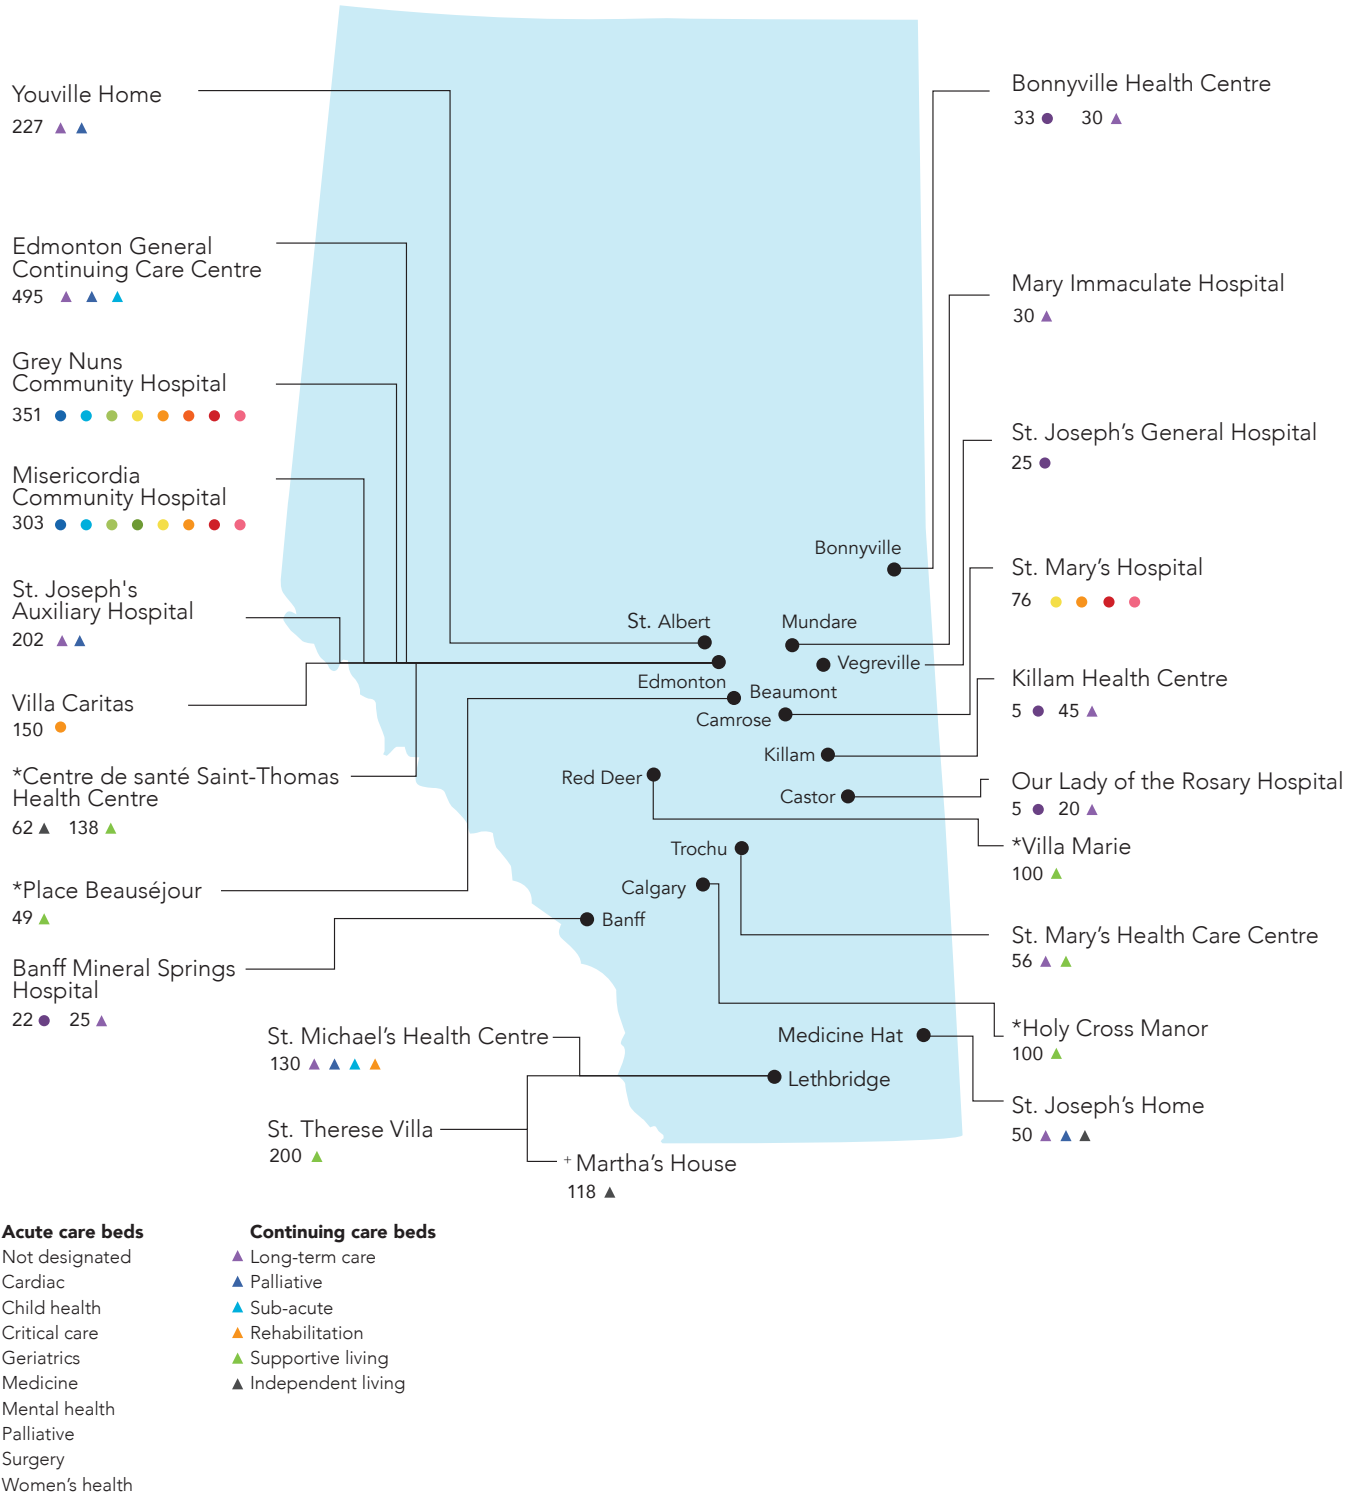 Youville Home
227
Edmonton General
Continuing Care Centre
495
Grey Nuns
Community Hospital
351
Misericordia
Community Hospital
303
St. Joseph's
Auxiliary Hospital
202
Villa Caritas
150
*Centre de santé Saint-Thomas
Health Centre
62 138
*Place Beauséjour
49
Banff Mineral Springs
Hospital
22 25
St. Michael’s Health Centre
130
St. Therese Villa
200
+ Martha’s House
118
Bonnyville
St. Albert
Mundare
Vegreville
Edmonton
Beaumont
Camrose
Killam
Red Deer
Castor
Trochu
Calgary
Banff
Medicine Hat
Lethbridge
Bonnyville Health Centre
33 30
Mary Immaculate Hospital
30
St. Joseph’s General Hospital
25
St. Mary’s Hospital
76
Killam Health Centre
5 45
Our Lady of the Rosary Hospital
5 20
*Villa Marie
100
St. Mary’s Health Care Centre
56
*Holy Cross Manor
100
St. Joseph’s Home
50
Acute care beds
Not designated
Cardiac
Child health
Critical care
Geriatrics
Medicine
Mental health
Palliative
Surgery
Women’s health
Continuing care beds
Long-term care
Palliative
Sub-acute
Rehabilitation
Supportive living
Independent living